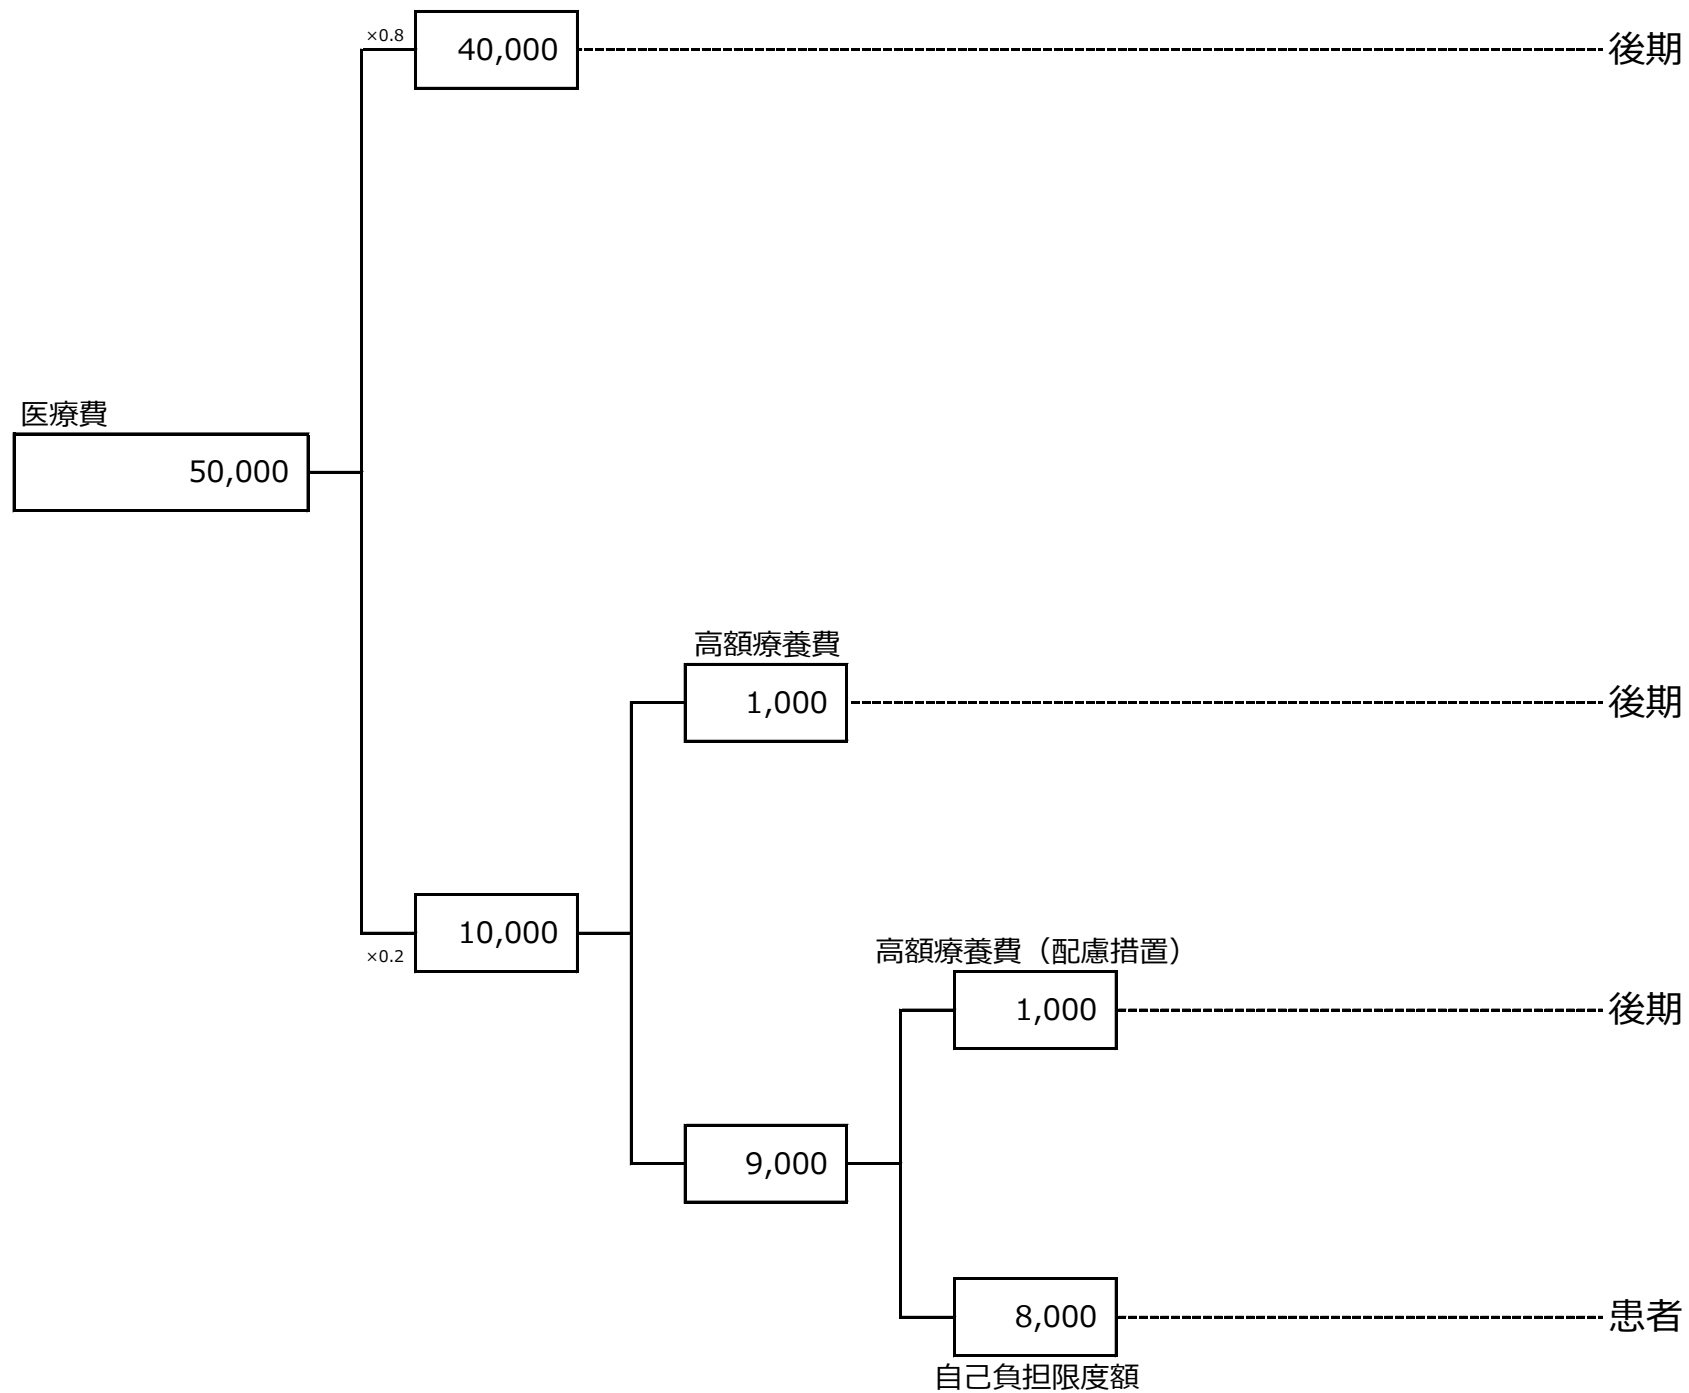 ×0.8
40,000
後期
医療費
50,000
高額療養費
1,000
後期
10,000
×0.2
高額療養費（配慮措置）
1,000
後期
9,000
8,000
患者
自己負担限度額